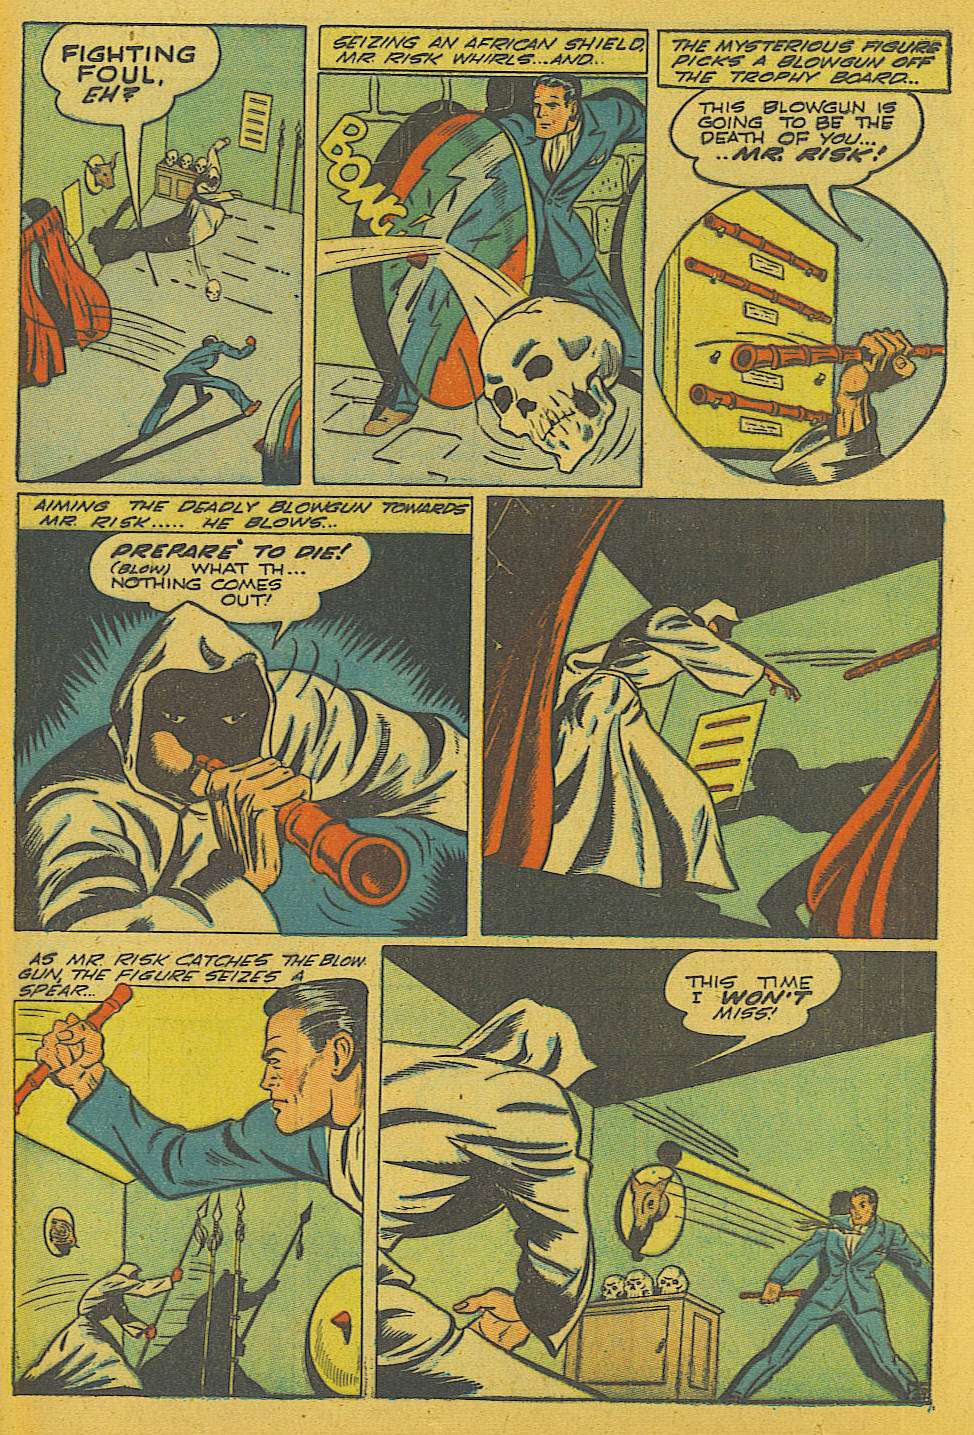 FIGHTING
FOUL,
EH?
SEIZING AN AFRICAN SHIELD,
MR. RISK WHIRLS...AND..
BONG!
THE MYSTERIOUS FIGURE
PICKS A BLOWGUN OFF
THE TROPHY BOARD...
THIS BLOWGUN IS
GOING TO BE THE
DEATH OF YOU...
..MR. RISK!
AIMING THE DEADLY BLOWGUN TOWARDS
MR. RISK..... HE BLOWS...
PREPARE TO DIE!
(BLOW) WHAT TH...
NOTHING COMES
OUT!
AS MR. RISK CATCHES THE BLOW-
GUN, THE FIGURE SEIZES A
SPEAR...
THIS TIME
I WON'T
MISS!